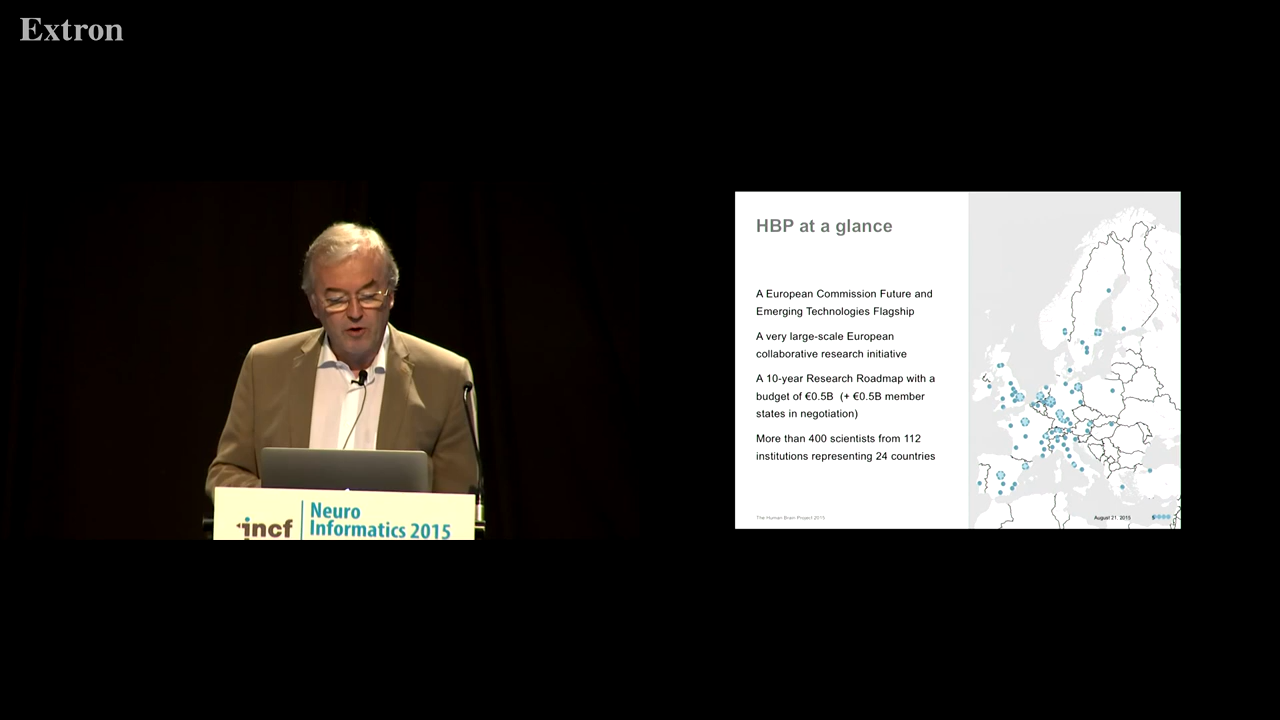 Extron
HBP at a glance
A European Commission Future and
Emerging Technologies Flagship
A very large-scale European
collaborative research initiative
A 10-year Research Roadmap with a
budget of €0.5B (+ €0.5B member
states in negotiation)
More than 400 scientists from 112
institutions representing 24 countries
The Human Brain Project 2015
August 21, 2015
incf
Neuro
Informatics 2015